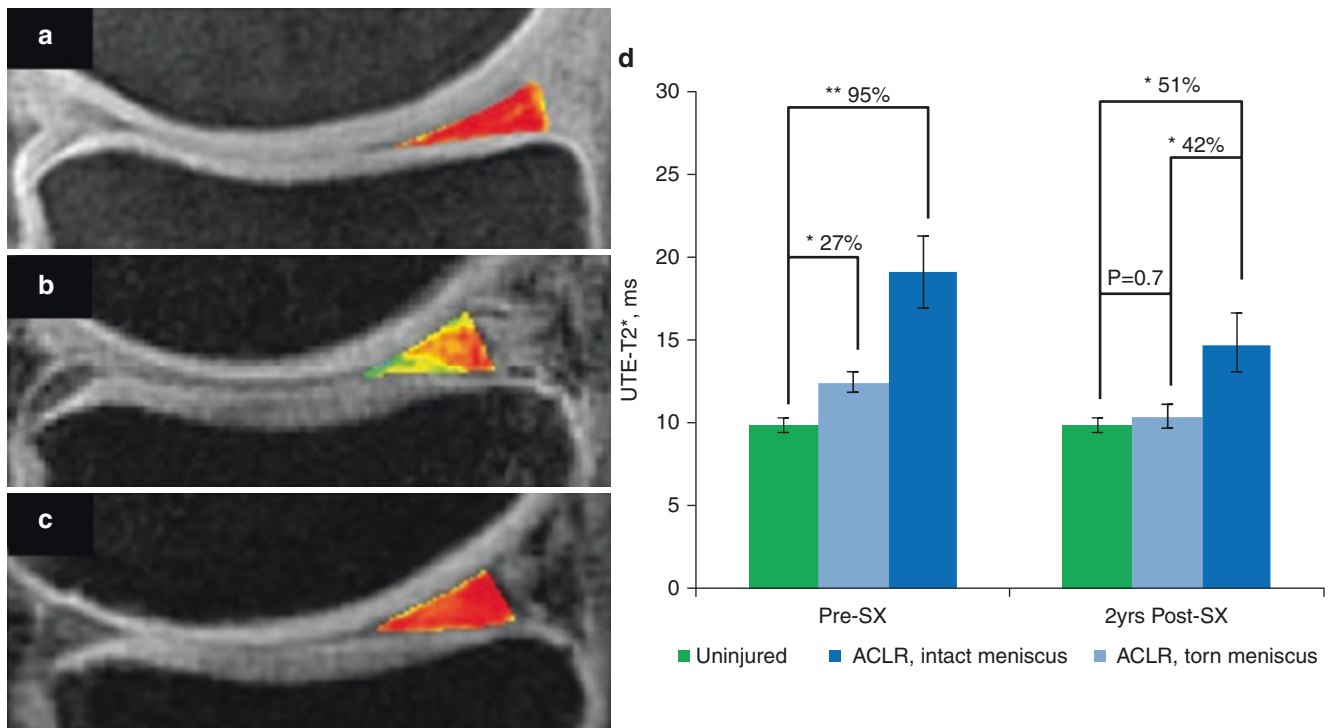 a
b
c
d
UTE-T2*, ms
30
25
20
15
10
5
0
** 95%
* 27%
* 51%
* 42%
P=0.7
Pre-SX
2yrs Post-SX
Uninjured
ACLR, intact meniscus
ACLR, torn meniscus